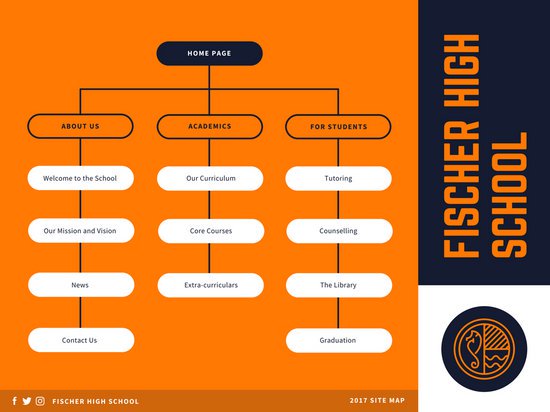 HOME PAGE
ABOUT US
ACADEMICS
FOR STUDENTS
Welcome to the School
Our Curriculum
Tutoring
Our Mission and Vision
Core Courses
Counselling
News
Extra-curriculars
The Library
Contact Us
Graduation
FISCHER HIGH SCHOOL
2017 SITE MAP
FISCHER HIGH
SCHOOL